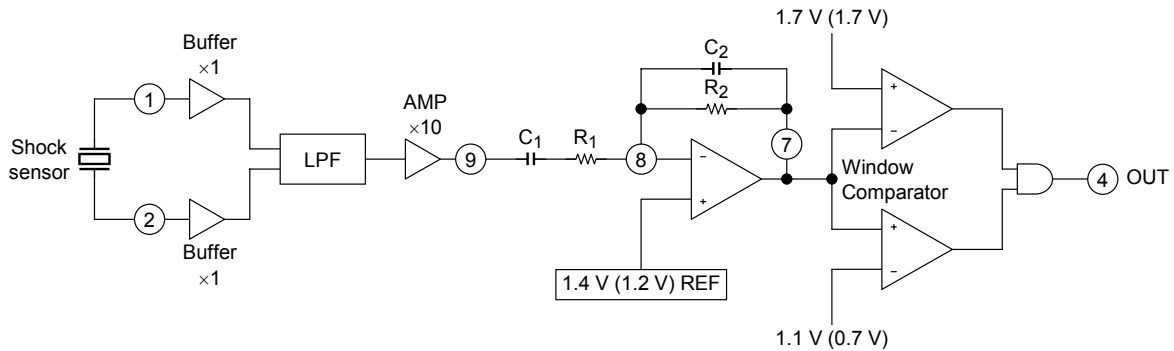 1.7 V (1.7 V)
Buffer
×1
C2
R2
AMP
×10
1
9
C1
R1
8
7
Shock
sensor
LPF
Window
Comparator
4
OUT
2
Buffer
×1
1.4 V (1.2 V) REF
1.1 V (0.7 V)
+
−
−
+
+
−